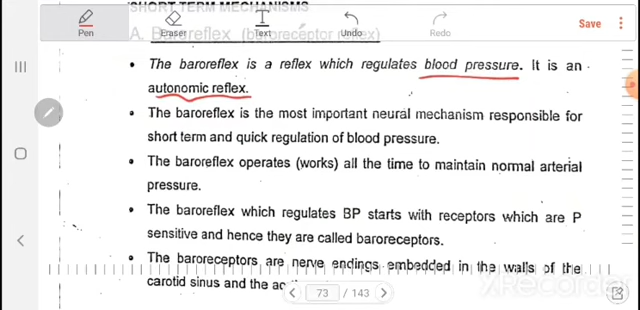 SHORT TERM MECHANISMS
A. Baroreflex (baroreceptor reflex)
Pen
Eraser
Text
Undo
Redo
Save
• The baroreflex is a reflex which regulates blood pressure. It is an
autonomic reflex.
• The baroreflex is the most important neural mechanism responsible for
short term and quick regulation of blood pressure.
• The baroreflex operates (works) all the time to maintain normal arterial
pressure.
• The baroreflex which regulates BP starts with receptors which are P
sensitive and hence they are called baroreceptors.
• The baroreceptors are nerve endings embedded in the walls of the
carotid sinus and the
73 / 143
XRecorder